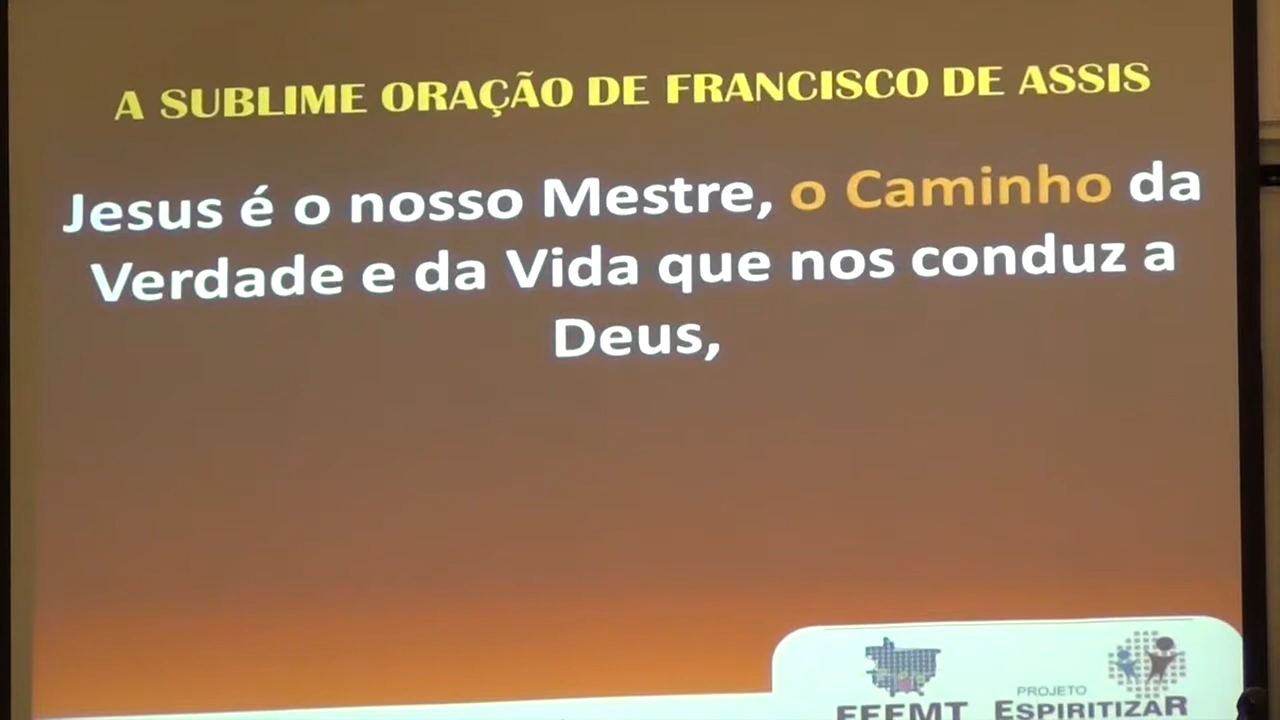 A SUBLIME ORAÇÃO DE FRANCISCO DE ASSIS
Jesus é o nosso Mestre, o Caminho da
Verdade e da Vida que nos conduz a
Deus,
PROJETO
FEEMT ESPIRITIZAR